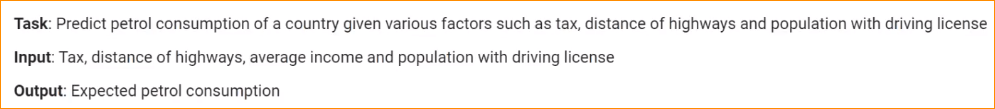 Task: Predict petrol consumption of a country given various factors such as tax, distance of highways and population with driving license
Input: Tax, distance of highways, average income and population with driving license
Output: Expected petrol consumption